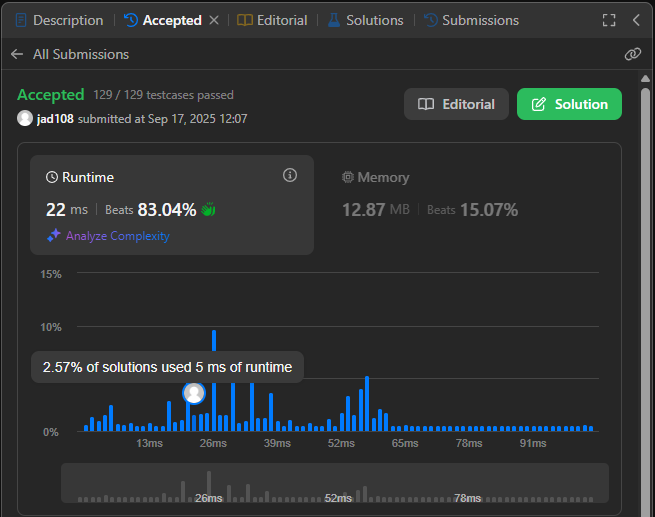 Description Accepted Editorial Solutions Submissions
All Submissions
Accepted 129 / 129 testcases passed
jad108 submitted at Sep 17, 2025 12:07
Editorial
Solution
Runtime
22 ms Beats 83.04%
Analyze Complexity
Memory
12.87 MB Beats 15.07%
15%
10%
2.57% of solutions used 5 ms of runtime
0%
13ms 26ms 39ms 52ms 65ms 78ms 91ms
26ms 52ms 78ms